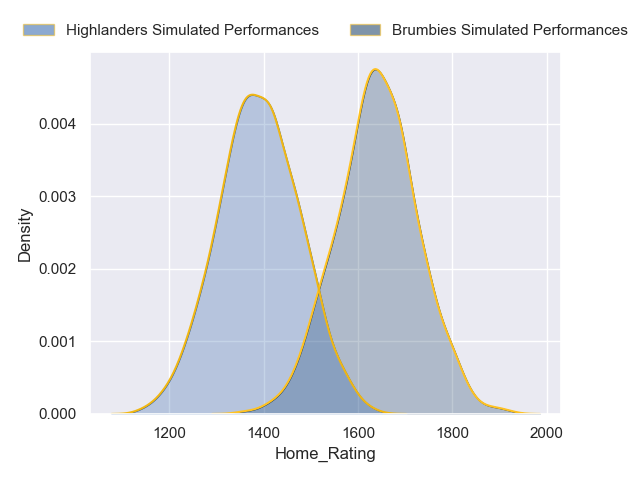 Highlanders Simulated Performances Brumbies Simulated Performances
0.004
0.003
0.002
0.001
0.000
Density
1200 1400 1600 1800 2000
Home_Rating